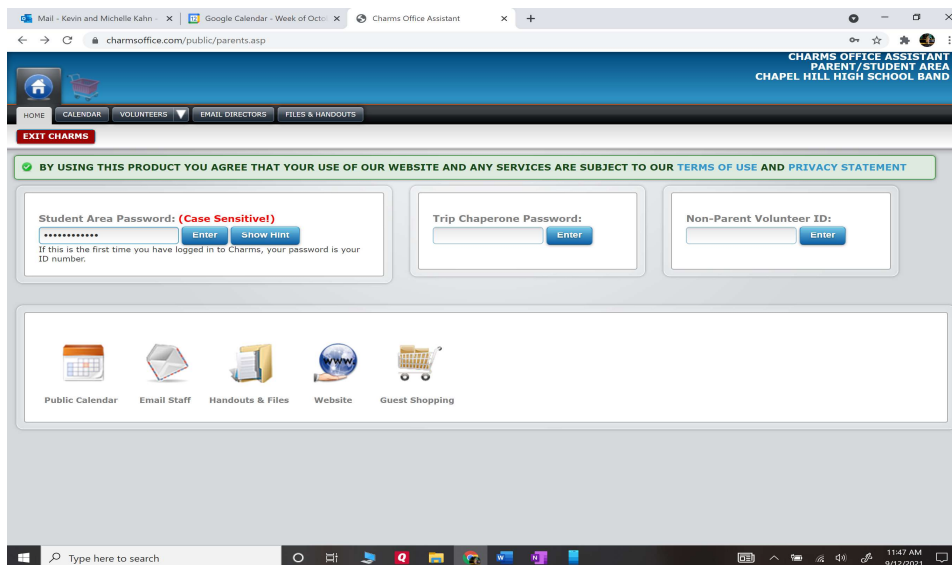 Mail - Kevin and Michelle Kahn -
Google Calendar - Week of Octo
Charms Office Assistant
charmsoffice.com/public/parents.asp
CHARMS OFFICE ASSISTANT
PARENT/STUDENT AREA
CHAPEL HILL HIGH SCHOOL BAND
HOME CALENDAR VOLUNTEERS EMAIL DIRECTORS FILES & HANDOUTS
EXIT CHARMS
BY USING THIS PRODUCT YOU AGREE THAT YOUR USE OF OUR WEBSITE AND ANY SERVICES ARE SUBJECT TO OUR TERMS OF USE AND PRIVACY STATEMENT
Student Area Password: (Case Sensitive!)
•••••••••••• Enter Show Hint
If this is the first time you have logged in to Charms, your password is your
ID number.
Trip Chaperone Password:
Enter
Non-Parent Volunteer ID:
Enter
www
Public Calendar Email Staff Handouts & Files Website Guest Shopping
Type here to search
11:47 AM
9/12/2021